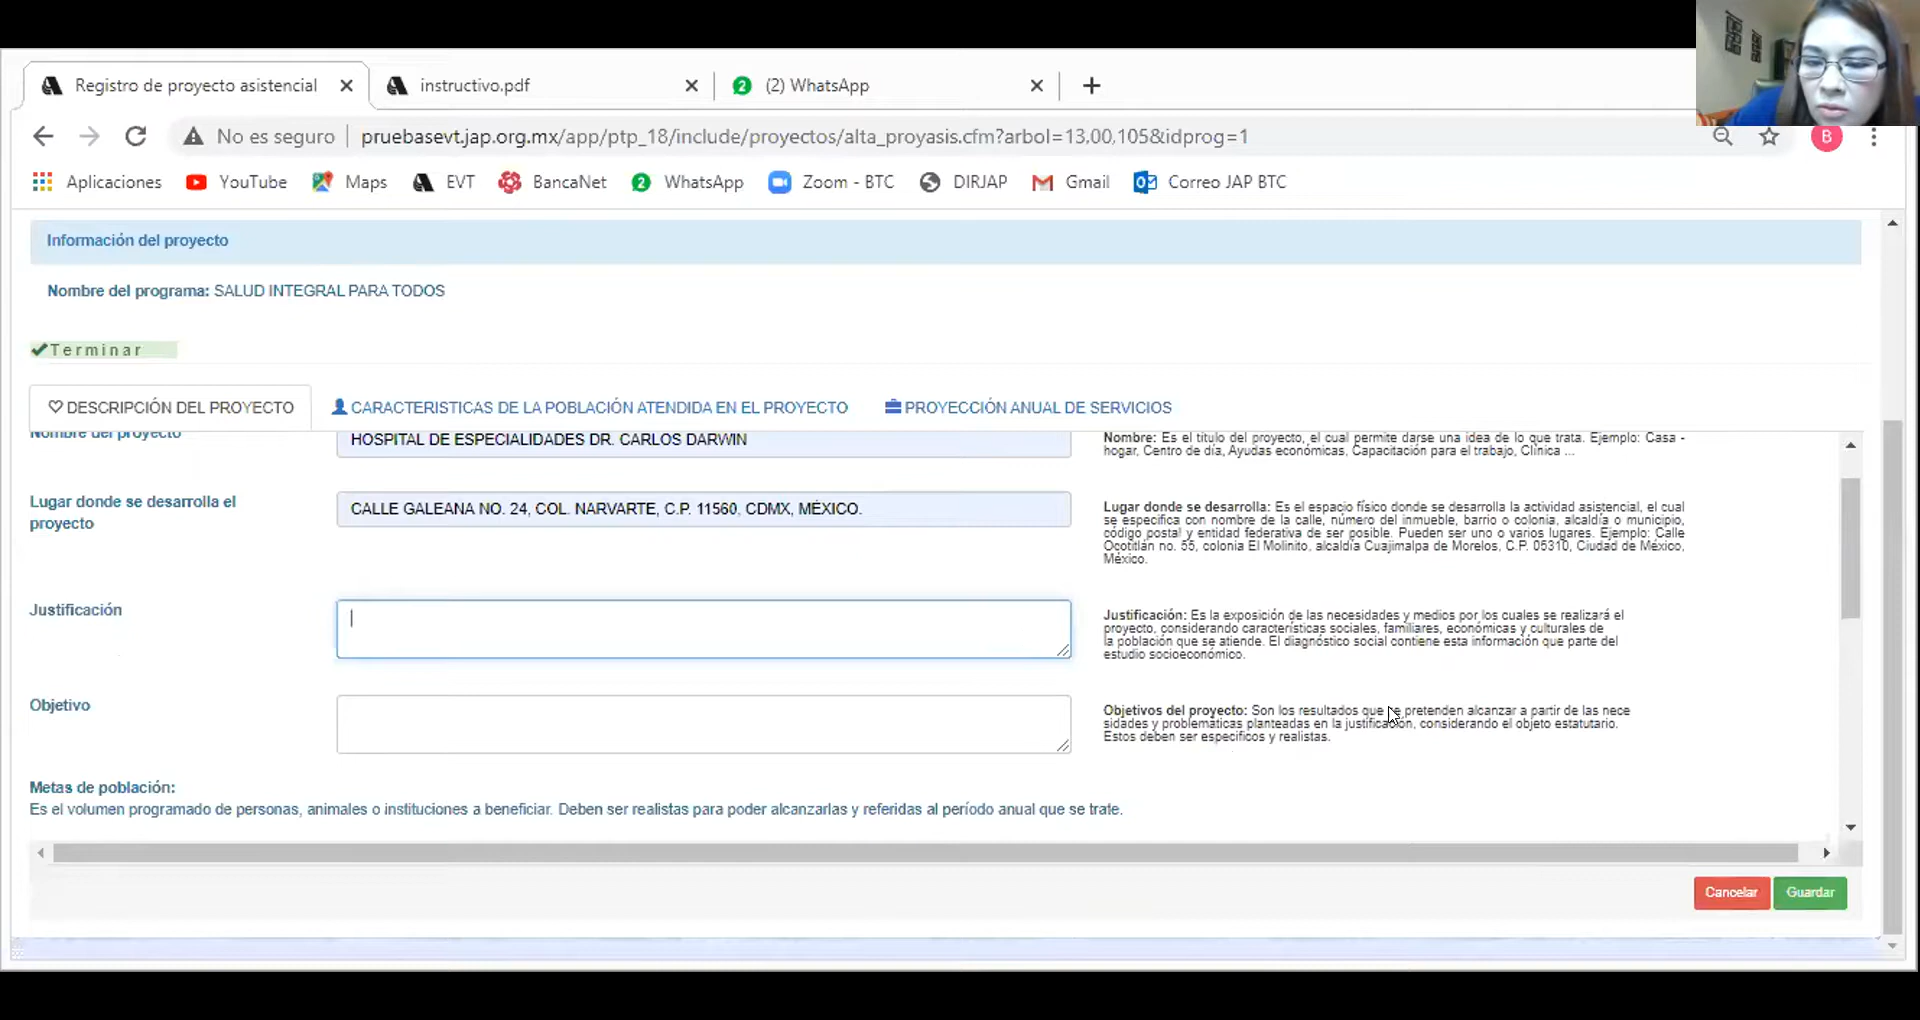 Registro de proyecto asistencial
instructivo.pdf
(2) WhatsApp
No es seguro
pruebasevt.jap.org.mx/app/ptp_18/include/proyectos/alta_proyasis.cfm?arbol=13,00,105&idprog=1
B
Aplicaciones
YouTube
Maps
EVT
BancaNet
WhatsApp
Zoom - BTC
DIRJAP
Gmail
Correo JAP BTC
Información del proyecto
Nombre del programa: SALUD INTEGRAL PARA TODOS
Terminar
DESCRIPCIÓN DEL PROYECTO
CARACTERISTICAS DE LA POBLACIÓN ATENDIDA EN EL PROYECTO
PROYECCIÓN ANUAL DE SERVICIOS
Nombre del proyecto
HOSPITAL DE ESPECIALIDADES DR. CARLOS DARWIN
Nombre: Es el título del proyecto, el cual permite darse una idea de lo que trata. Ejemplo: Casa -
hogar, Centro de día, Ayudas económicas, Capacitación para el trabajo, Clínica ...
Lugar donde se desarrolla el
proyecto
CALLE GALEANA NO. 24, COL. NARVARTE, C.P. 11560, CDMX, MÉXICO.
Lugar donde se desarrolla: Es el espacio físico donde se desarrolla la actividad asistencial, el cual
se especifica con nombre de la calle, número del inmueble, barrio o colonia, alcaldía o municipio,
código postal y entidad federativa de ser posible. Pueden ser uno o varios lugares. Ejemplo: Calle
Ocotitlán no. 55, colonia El Molinito, alcaldía Cuajimalpa de Morelos, C.P. 05310, Ciudad de México,
México.
Justificación
Justificación: Es la exposición de las necesidades y medios por los cuales se realizará el
proyecto, considerando características sociales, familiares, económicas y culturales de
la población que se atiende. El diagnóstico social contiene esta información que parte del
estudio socioeconómico.
Objetivo
Objetivos del proyecto: Son los resultados que se pretenden alcanzar a partir de las nece
sidades y problemáticas planteadas en la justificación, considerando el objeto estatutario.
Estos deben ser específicos y realistas.
Metas de población:
Es el volumen programado de personas, animales o instituciones a beneficiar. Deben ser realistas para poder alcanzarlas y referidas al período anual que se trate.
Cancelar
Guardar